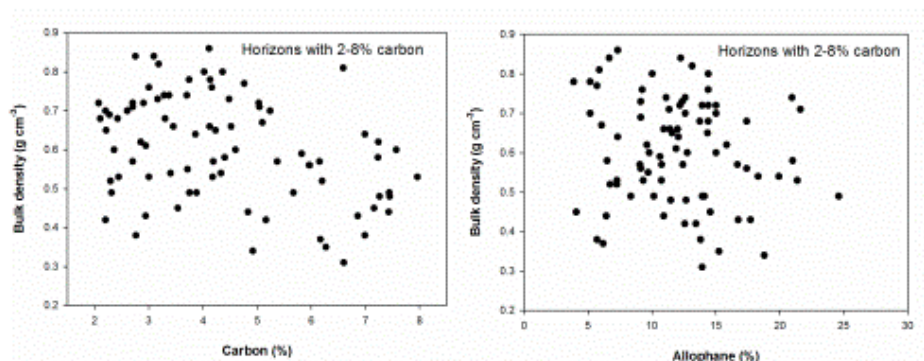 Horizons with 2-8% carbon
Bulk density (g cm⁻³)
0.9
0.8
0.7
0.6
0.5
0.4
0.3
0.2
2 3 4 5 6 7 8
Carbon (%)
Horizons with 2-8% carbon
Bulk density (g cm⁻³)
0.9
0.8
0.7
0.6
0.5
0.4
0.3
0.2
0 5 10 15 20 25 30
Allophane (%)